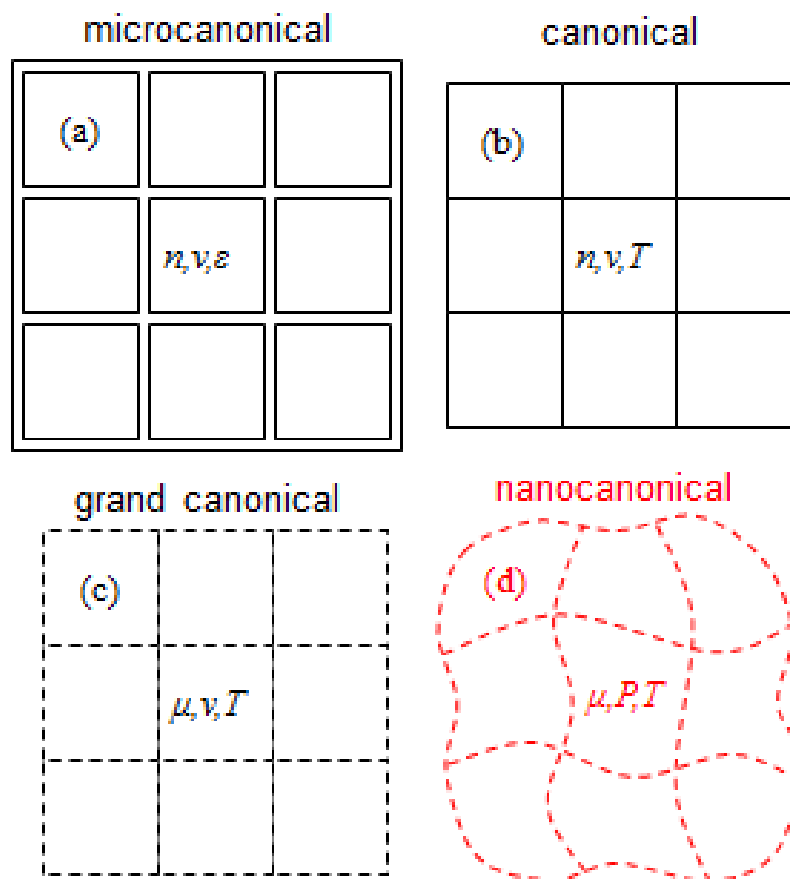 microcanonical
canonical
(a)
(b)
n,v,ε
n,v,T
grand canonical
nanocanonical
(c)
(d)
μ,v,T
μ,P,T